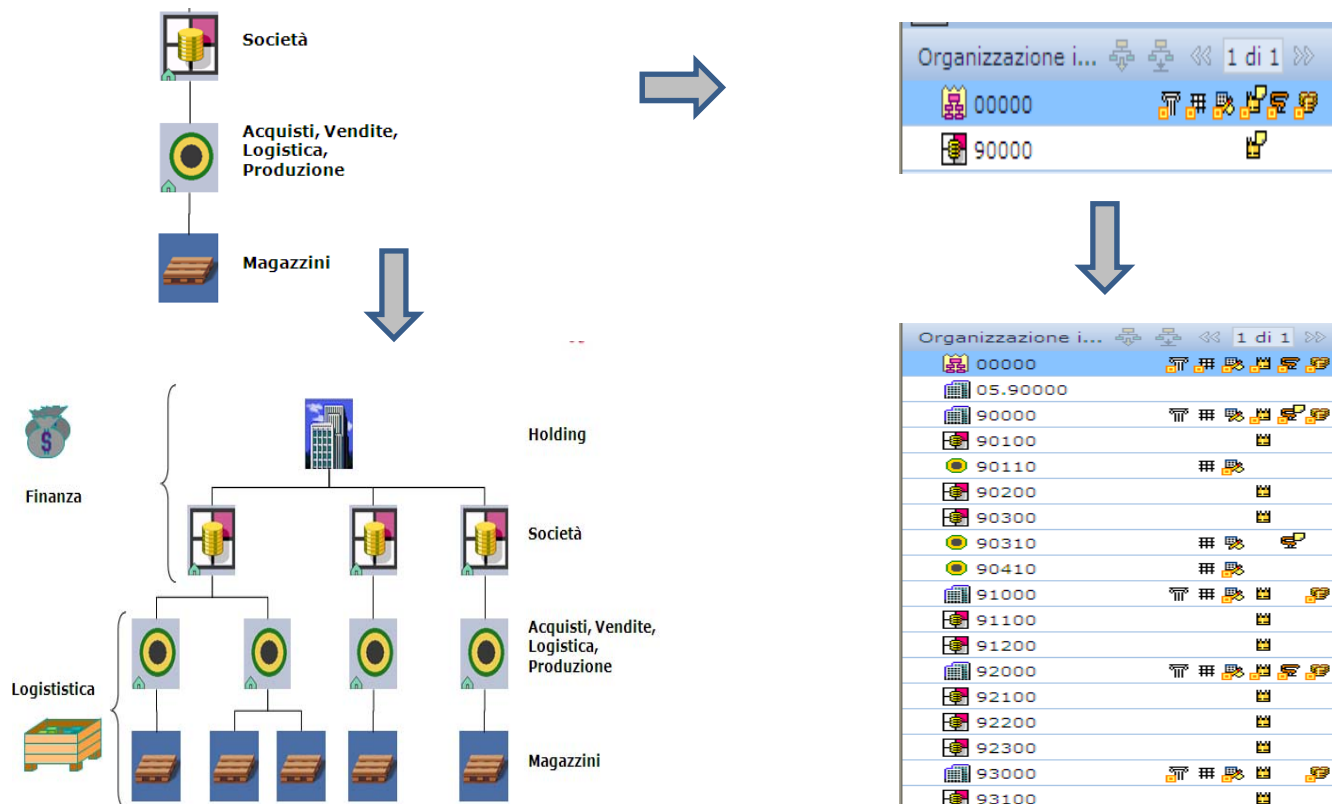 Società
Acquisti, Vendite,
Logistica,
Produzione
Magazzini
Organizzazione i... 1 di 1
00000
90000
Finanza
Holding
Società
Acquisti, Vendite,
Logistica,
Produzione
Logististica
Magazzini
Organizzazione i... 1 di 1
00000
05.90000
90000
90100
90110
90200
90300
90310
90410
91000
91100
91200
92000
92100
92200
92300
93000
93100